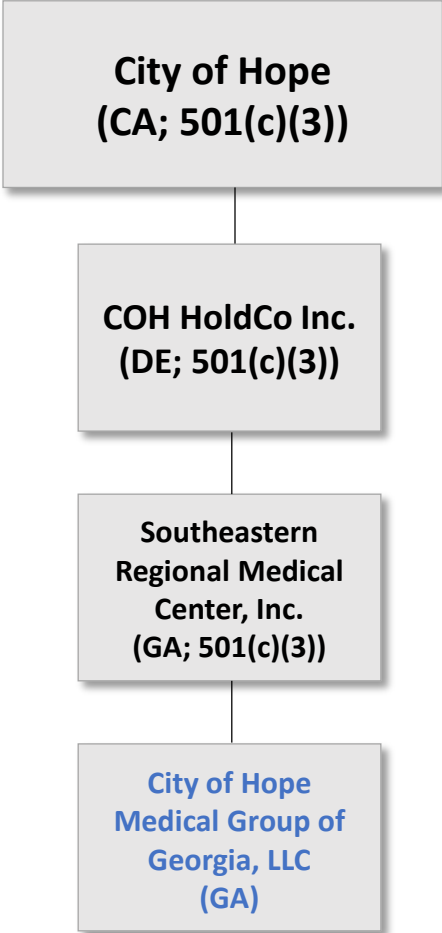 City of Hope
(CA; 501(c)(3))
COH HoldCo Inc.
(DE; 501(c)(3))
Southeastern
Regional Medical
Center, Inc.
(GA; 501(c)(3))
City of Hope
Medical Group of
Georgia, LLC
(GA)